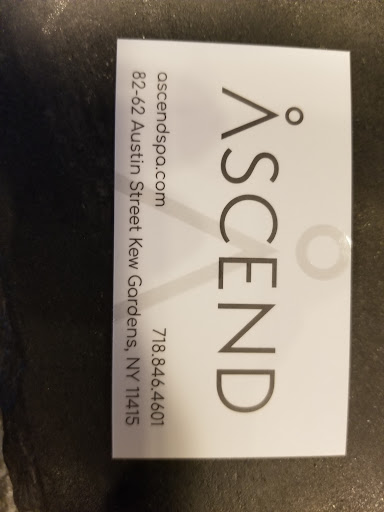 ÅSCEND
ascendspa.com 718.846.4601
82-62 Austin Street Kew Gardens, NY 11415